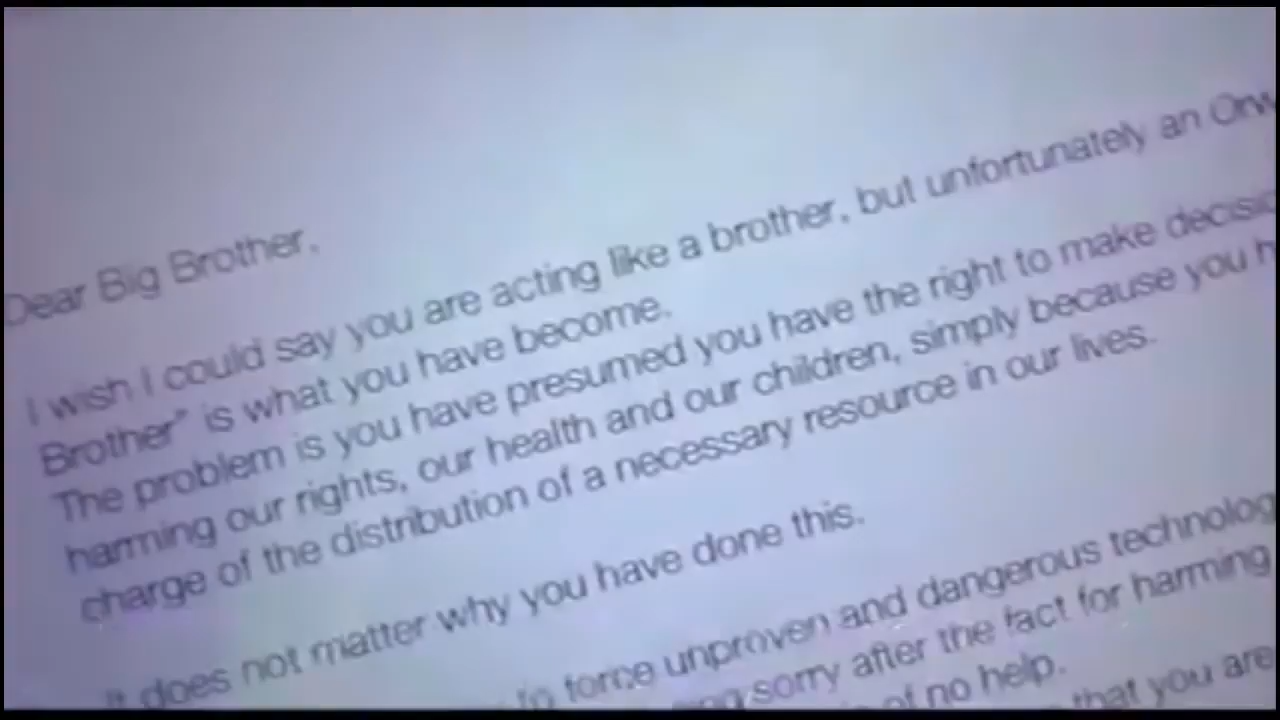 Dear Big Brother,
I wish I could say you are acting like a brother, but unfortunately an
Brother" is what you have become.
The problem is you have presumed you have the right to make
harming our rights, our health and our children, simply because you
charge of the distribution of a necessary resource in our lives.
It does not matter why you have done this.
to force unproven and dangerous
sorry after the fact for harming
of no help.
that you are